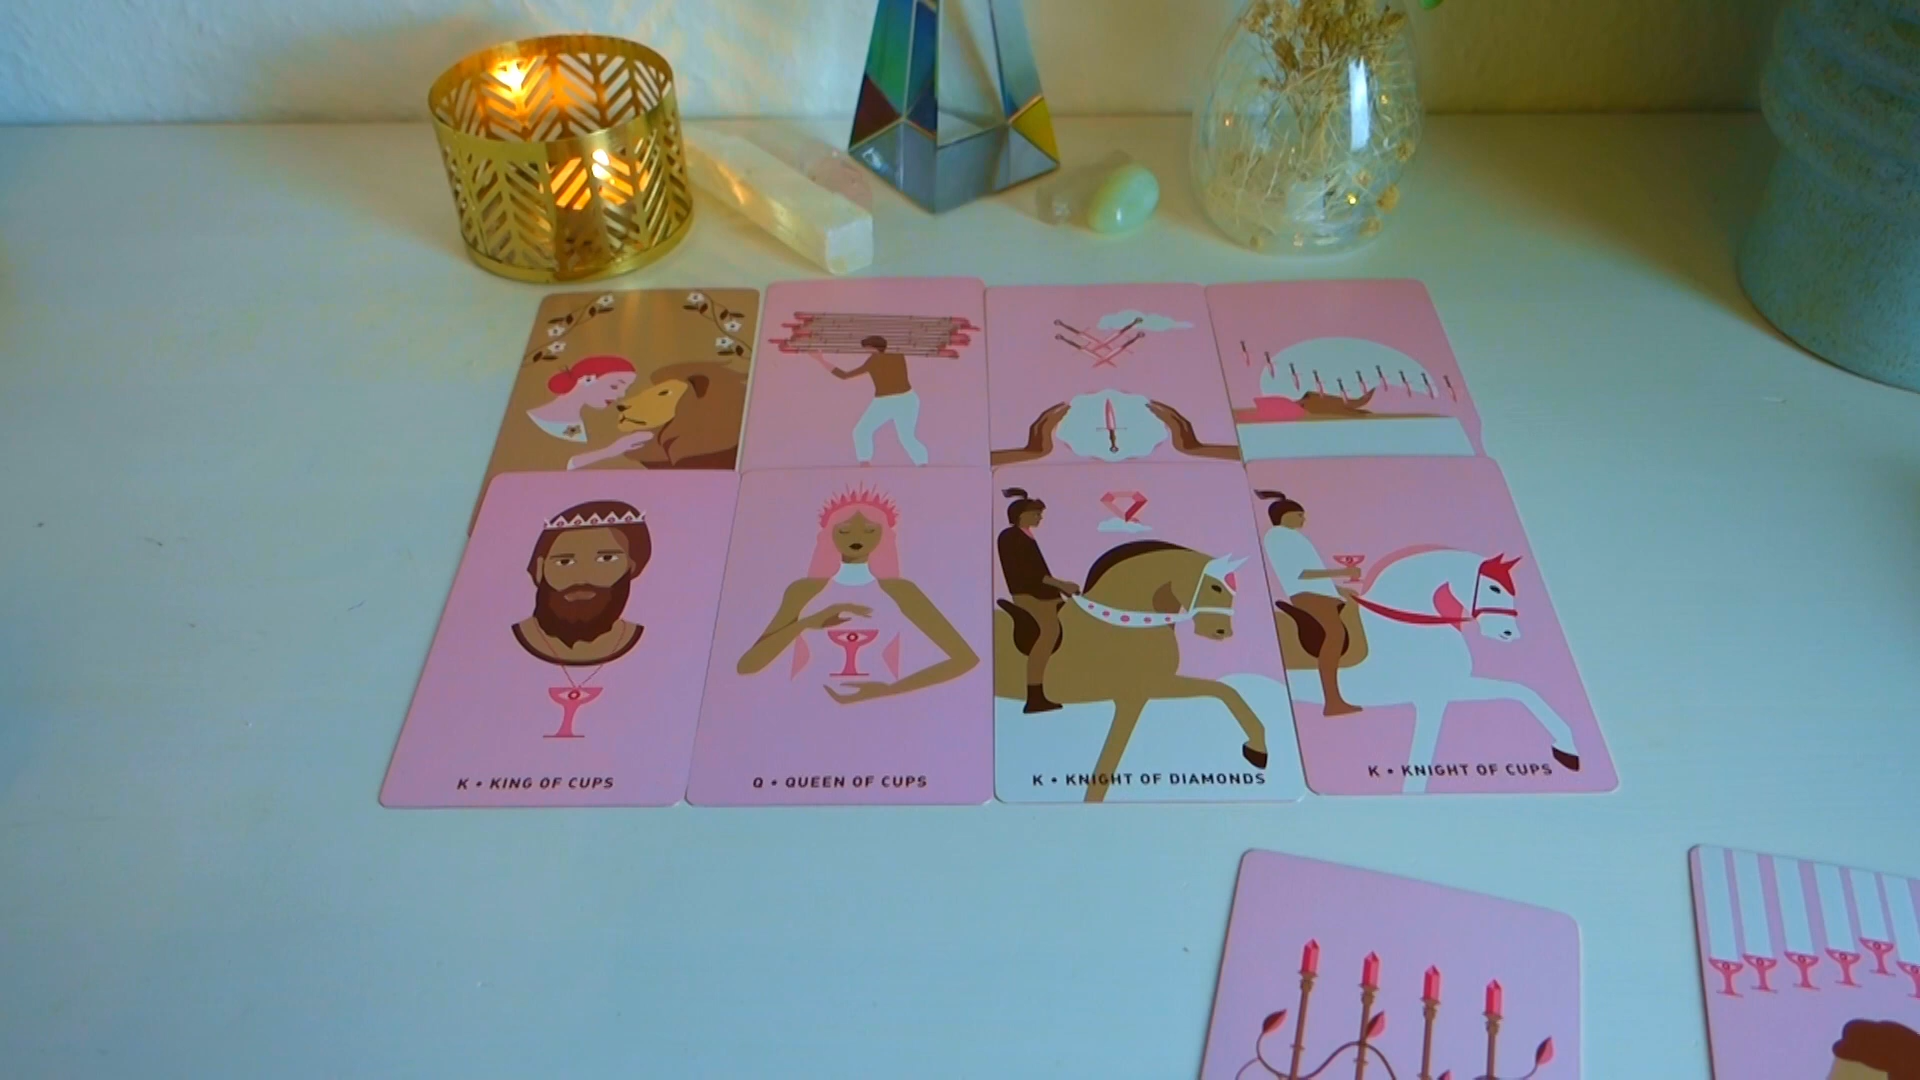 K • KING OF CUPS
Q • QUEEN OF CUPS
K • KNIGHT OF DIAMONDS
K • KNIGHT OF CUPS